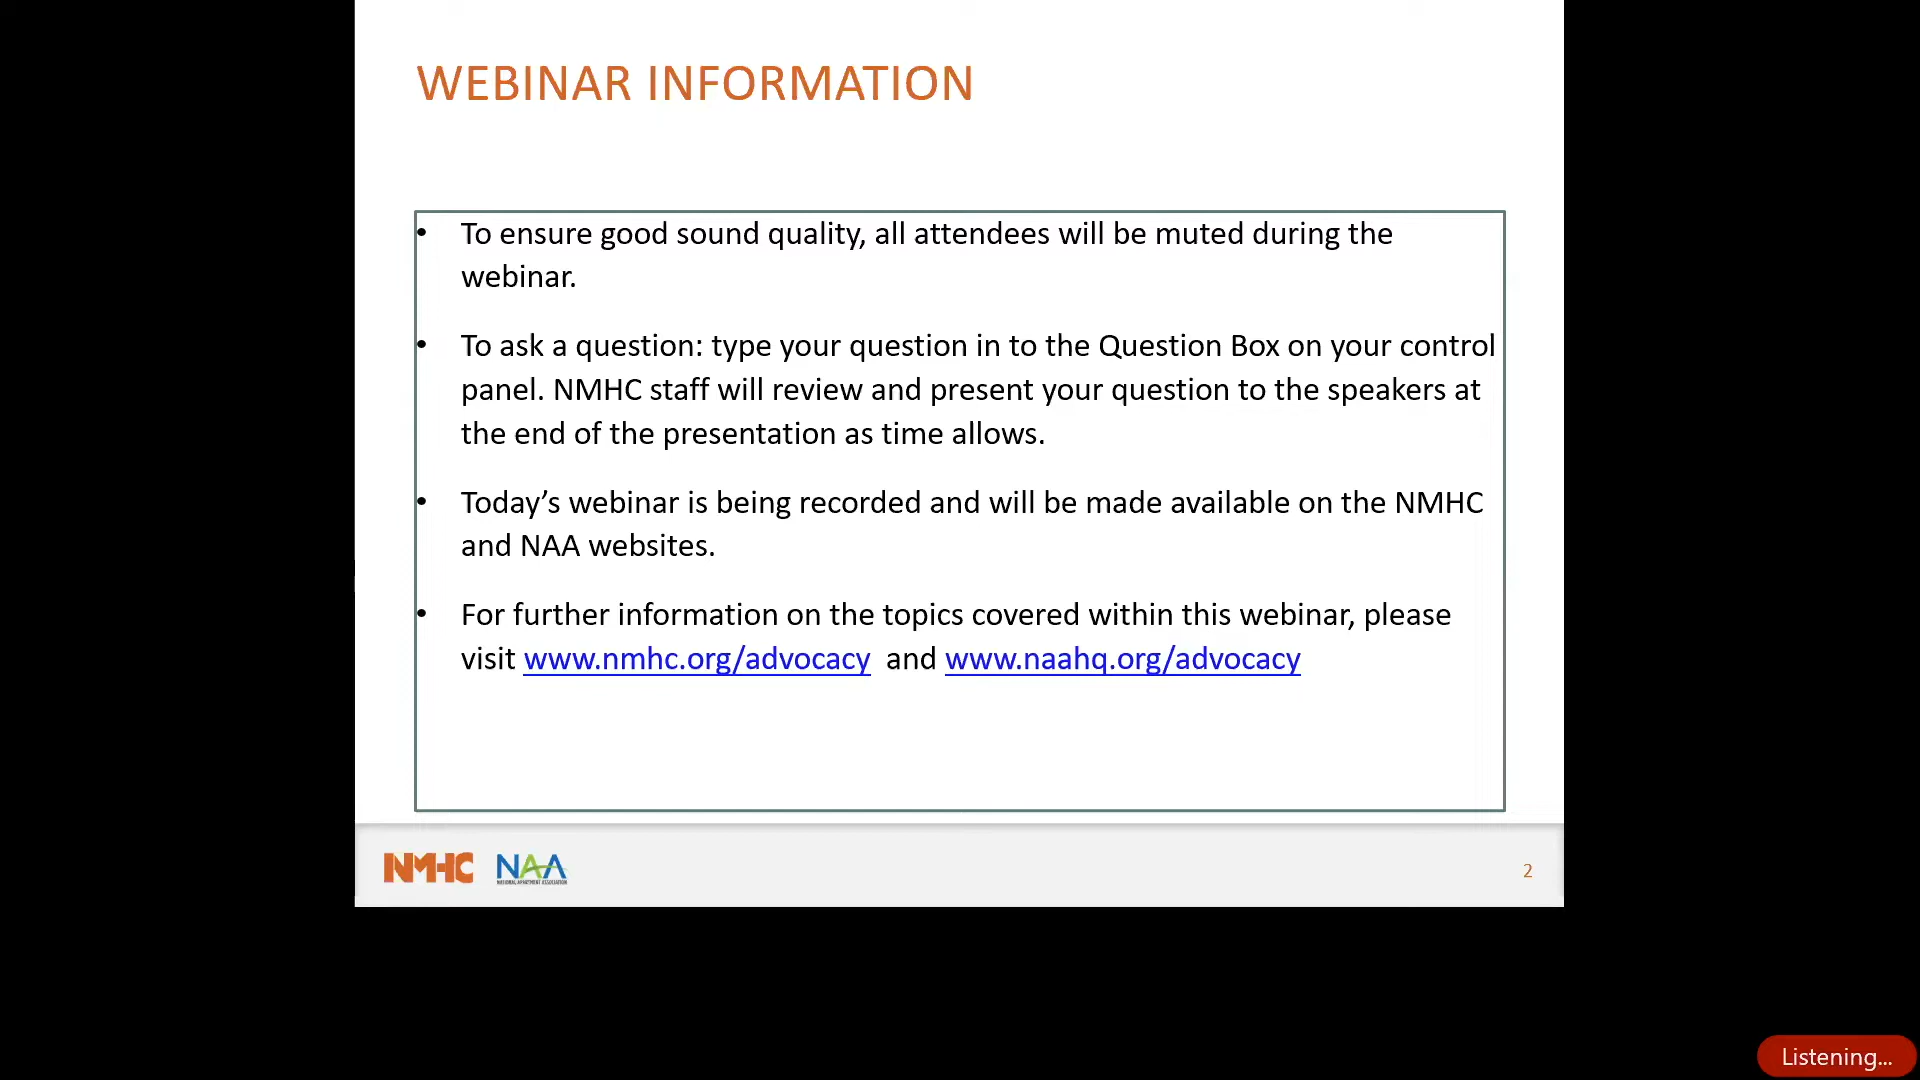 WEBINAR INFORMATION
• To ensure good sound quality, all attendees will be muted during the
webinar.
• To ask a question: type your question in to the Question Box on your control
panel. NMHC staff will review and present your question to the speakers at
the end of the presentation as time allows.
• Today’s webinar is being recorded and will be made available on the NMHC
and NAA websites.
• For further information on the topics covered within this webinar, please
visit www.nmhc.org/advocacy and www.naahq.org/advocacy
NMHC NAA
NATIONAL APARTMENT ASSOCIATION
2
Listening...